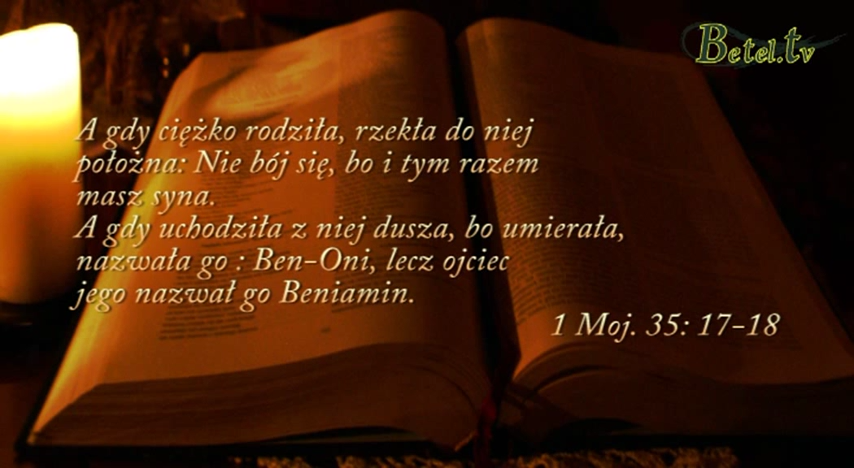 Betel.tv
A gdy ciężko rodziła, rzekła do niej
położna: Nie bój się, bo i tym razem
masz syna.
A gdy uchodziła z niej dusza, bo umierała,
nazwała go : Ben-Oni, lecz ojciec
jego nazwał go Beniamin.
1 Moj. 35: 17-18